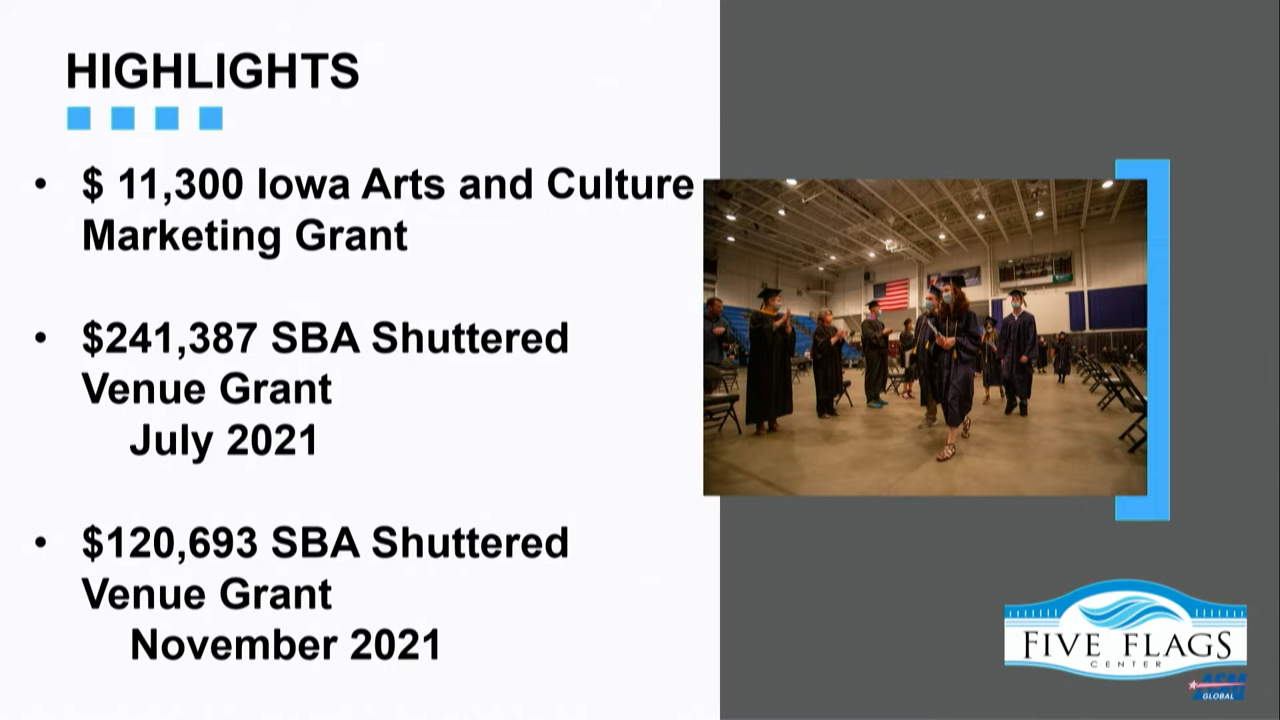 HIGHLIGHTS
• $ 11,300 Iowa Arts and Culture
Marketing Grant
• $241,387 SBA Shuttered
Venue Grant
July 2021
• $120,693 SBA Shuttered
Venue Grant
November 2021
FIVE FLAGS
CENTER
ASM
GLOBAL